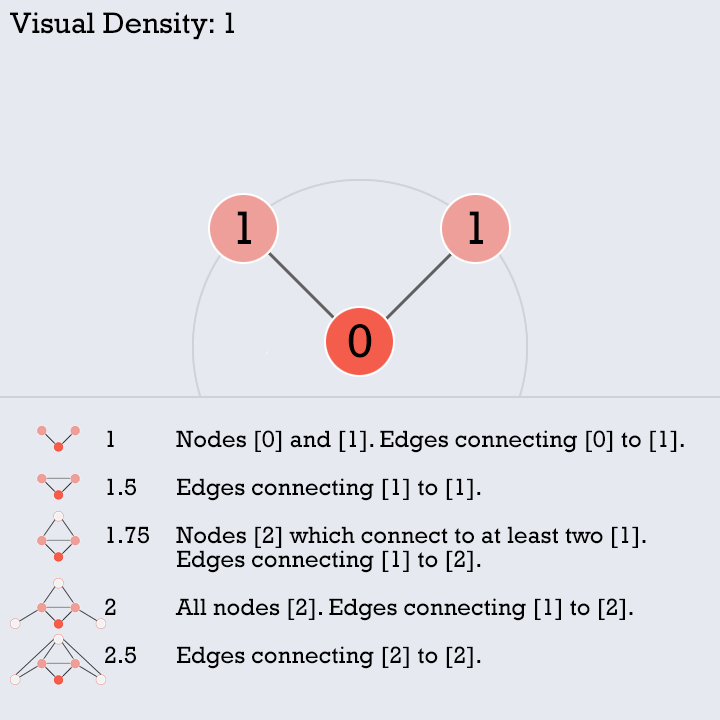 Visual Density: 1
1 1
0
1 Nodes [0] and [1]. Edges connecting [0] to [1].
1.5 Edges connecting [1] to [1].
1.75 Nodes [2] which connect to at least two [1].
Edges connecting [1] to [2].
2 All nodes [2]. Edges connecting [1] to [2].
2.5 Edges connecting [2] to [2].